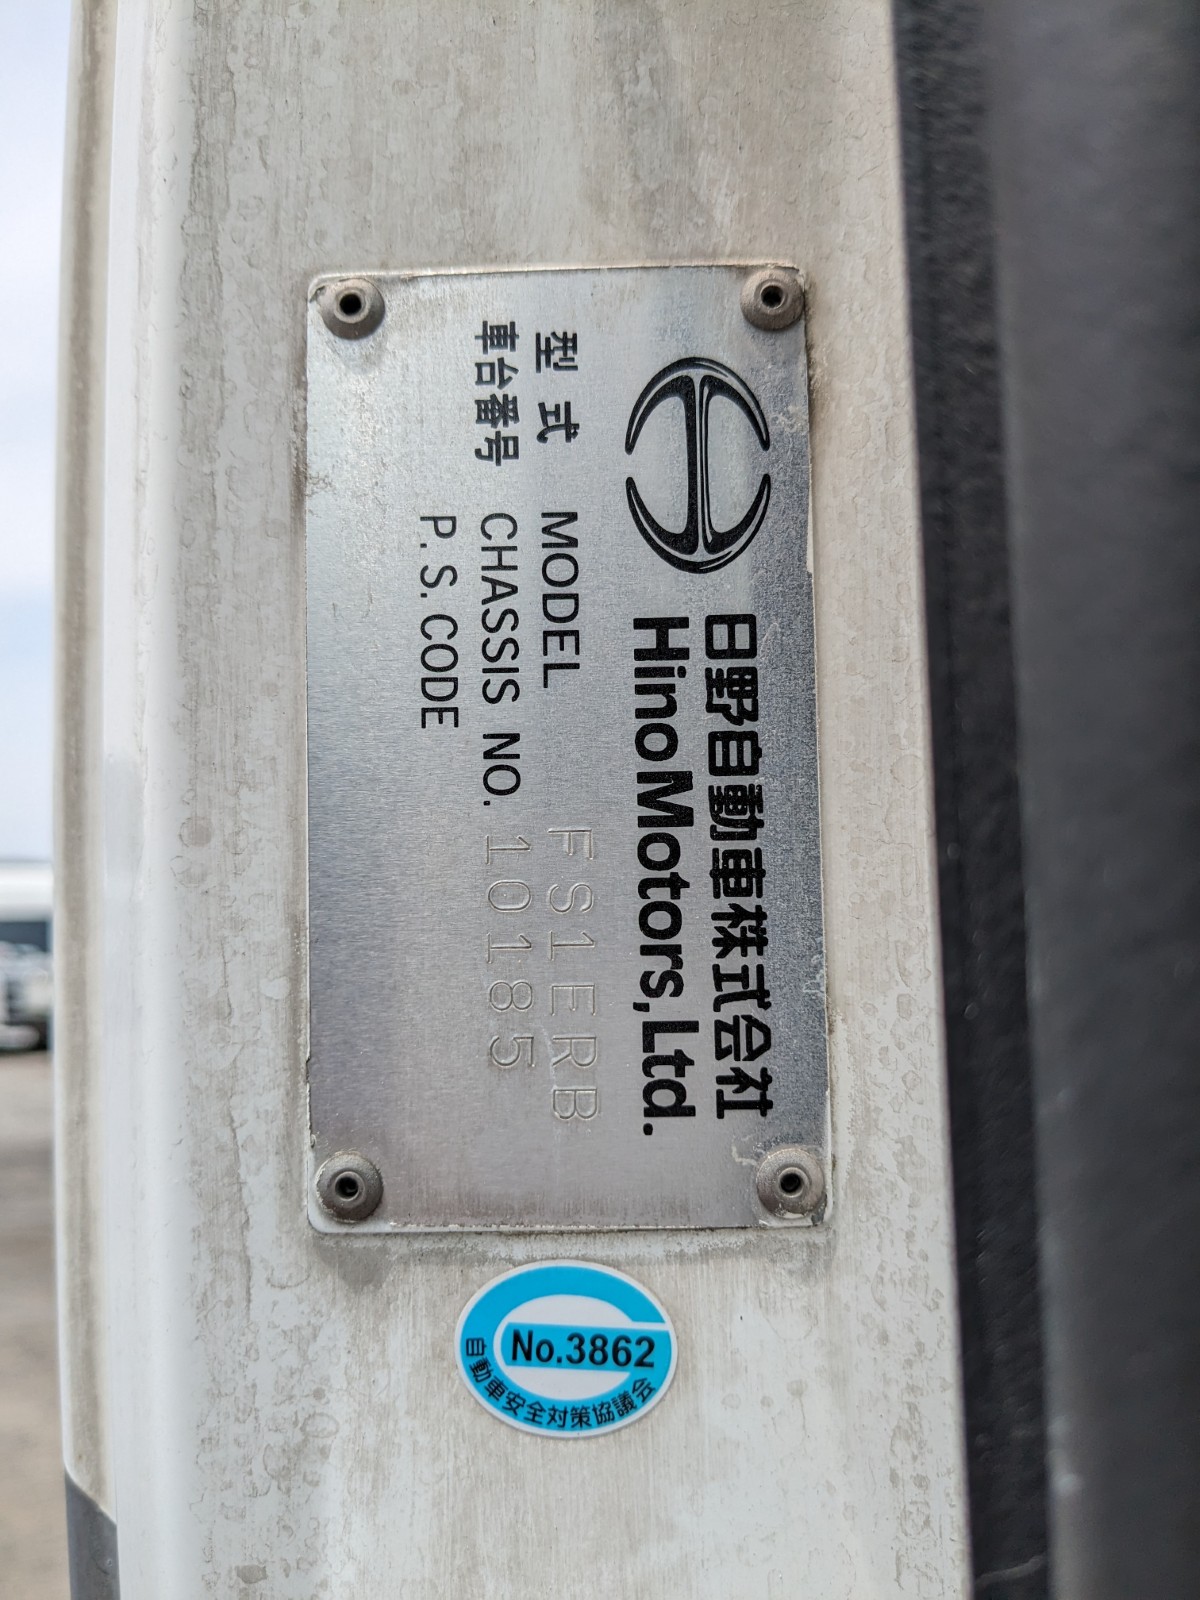 日野自動車株式会社
Hino Motors, Ltd.
型式 MODEL FS1ERB
車台番号 CHASSIS NO. 10185
P.S.CODE
No.3862
自動車安全対策協議会